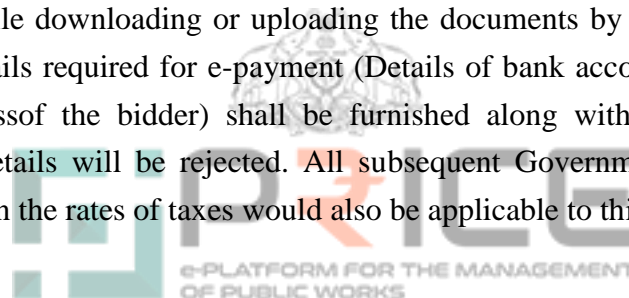 le downloading or uploading the documents by
ails required for e-payment (Details of bank acco
ssof the bidder) shall be furnished along with
etails will be rejected. All subsequent Governm
n the rates of taxes would also be applicable to thi
PRICE
e-PLATFORM FOR THE MANAGEMENT
OF PUBLIC WORKS